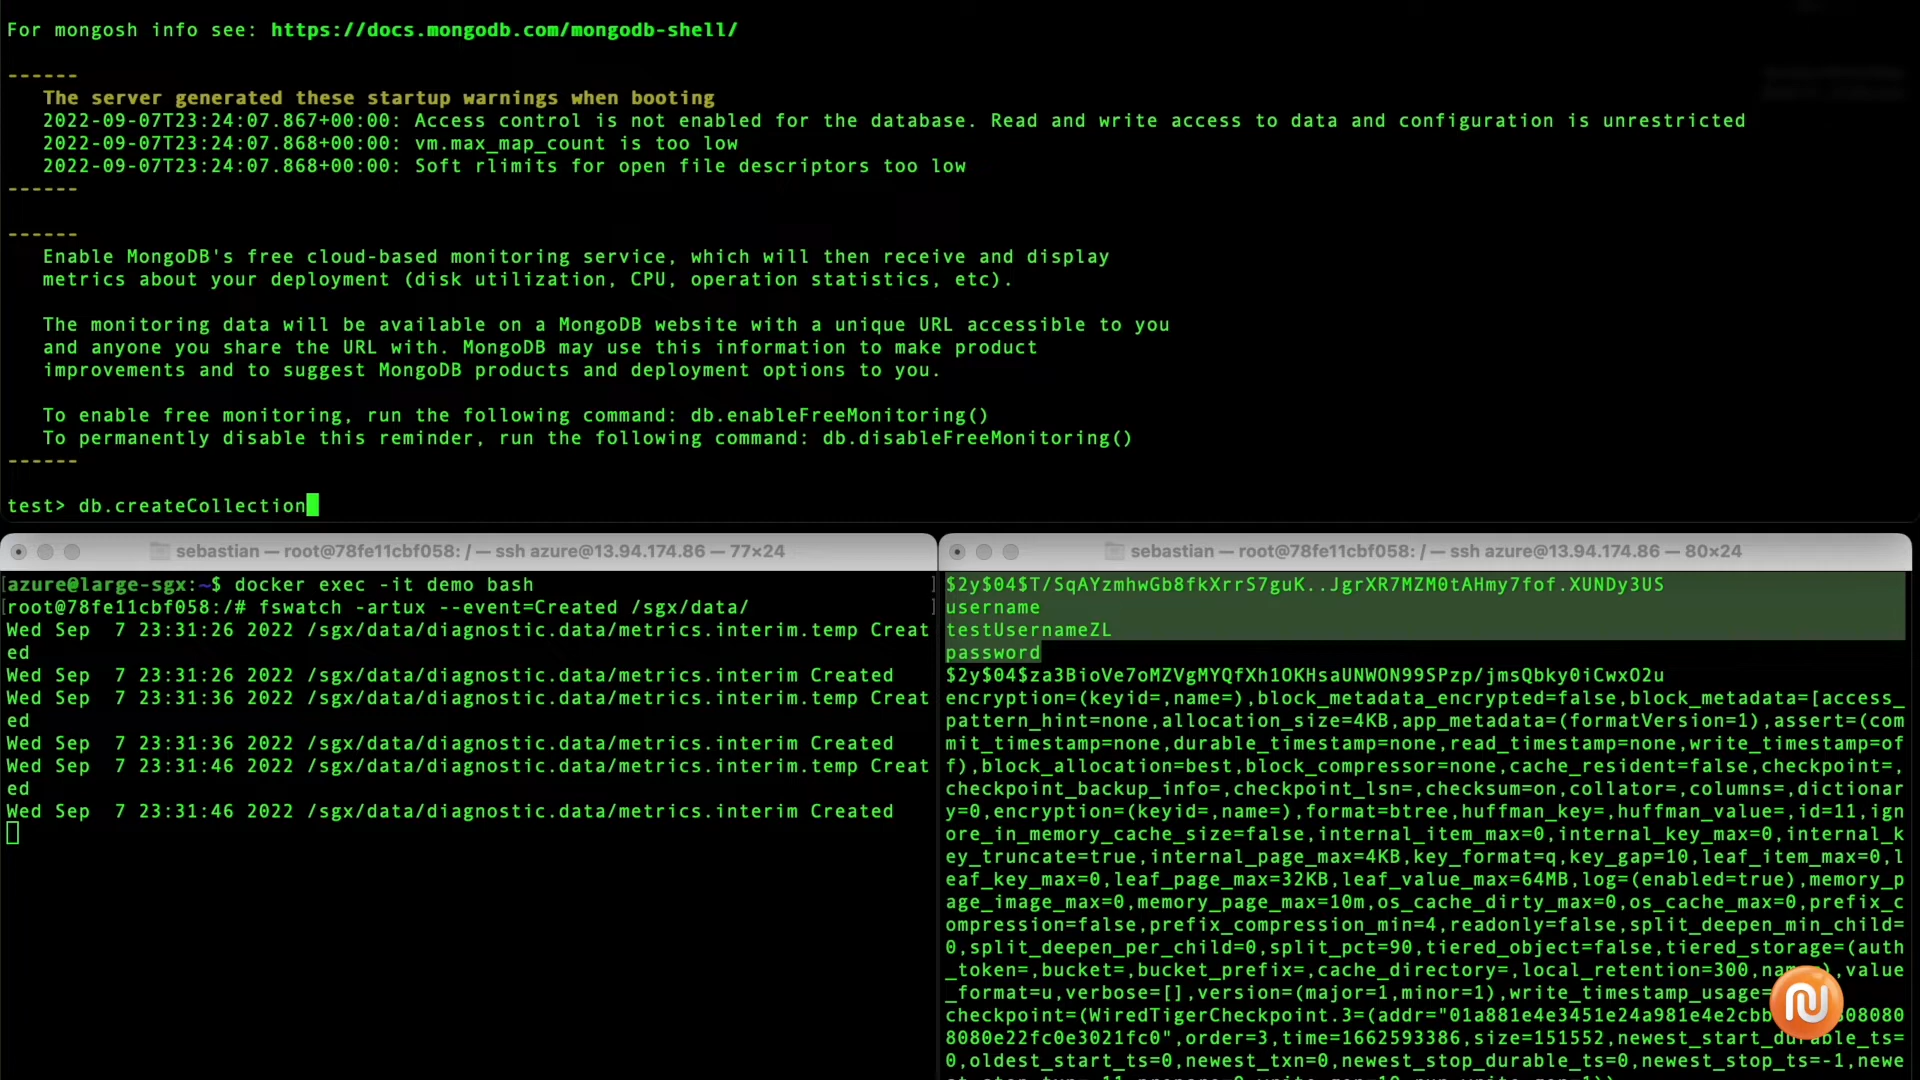 For mongosh info see: https://docs.mongodb.com/mongodb-shell/
------
The server generated these startup warnings when booting
2022-09-07T23:24:07.867+00:00: Access control is not enabled for the database. Read and write access to data and configuration is unrestricted
2022-09-07T23:24:07.868+00:00: vm.max_map_count is too low
2022-09-07T23:24:07.868+00:00: Soft rlimits for open file descriptors too low
------
------
Enable MongoDB's free cloud-based monitoring service, which will then receive and display
metrics about your deployment (disk utilization, CPU, operation statistics, etc).
The monitoring data will be available on a MongoDB website with a unique URL accessible to you
and anyone you share the URL with. MongoDB may use this information to make product
improvements and to suggest MongoDB products and deployment options to you.
To enable free monitoring, run the following command: db.enableFreeMonitoring()
To permanently disable this reminder, run the following command: db.disableFreeMonitoring()
------
test> db.createCollection
sebastian — root@78fe11cbf058: / — ssh azure@13.94.174.86 — 77×24
[azure@large-sgx:~$ docker exec -it demo bash ]
[root@78fe11cbf058:/# fswatch -artux --event=Created /sgx/data/ ]
Wed Sep  7 23:31:26 2022 /sgx/data/diagnostic.data/metrics.interim.temp Creat
ed
Wed Sep  7 23:31:26 2022 /sgx/data/diagnostic.data/metrics.interim Created
Wed Sep  7 23:31:36 2022 /sgx/data/diagnostic.data/metrics.interim.temp Creat
ed
Wed Sep  7 23:31:36 2022 /sgx/data/diagnostic.data/metrics.interim Created
Wed Sep  7 23:31:46 2022 /sgx/data/diagnostic.data/metrics.interim.temp Creat
ed
Wed Sep  7 23:31:46 2022 /sgx/data/diagnostic.data/metrics.interim Created
sebastian — root@78fe11cbf058: / — ssh azure@13.94.174.86 — 80×24
$2y$04$T/SqAYzmhwGb8fkXrrS7guK..JgrXR7MZM0tAHmy7fof.XUNDy3US
username
testUsernameZL
password
$2y$04$za3BioVe7oMZVgMYQfXh1OKHsaUNWON99SPzp/jmsQbky0iCwxO2u
encryption=(keyid=,name=),block_metadata_encrypted=false,block_metadata=[access_
pattern_hint=none,allocation_size=4KB,app_metadata=(formatVersion=1),assert=(com
mit_timestamp=none,durable_timestamp=none,read_timestamp=none,write_timestamp=of
f),block_allocation=best,block_compressor=none,cache_resident=false,checkpoint=,
checkpoint_backup_info=,checkpoint_lsn=,checksum=on,collator=,columns=,dictionar
y=0,encryption=(keyid=,name=),format=btree,huffman_key=,huffman_value=,id=11,ign
ore_in_memory_cache_size=false,internal_item_max=0,internal_key_max=0,internal_k
ey_truncate=true,internal_page_max=4KB,key_format=q,key_gap=10,leaf_item_max=0,l
eaf_key_max=0,leaf_page_max=32KB,leaf_value_max=64MB,log=(enabled=true),memory_p
age_image_max=0,memory_page_max=10m,os_cache_dirty_max=0,os_cache_max=0,prefix_c
ompression=false,prefix_compression_min=4,readonly=false,split_deepen_min_child=
0,split_deepen_per_child=0,split_pct=90,tiered_object=false,tiered_storage=(auth
_token=,bucket=,bucket_prefix=,cache_directory=,local_retention=300,name=),value
_format=u,verbose=[],version=(major=1,minor=1),write_timestamp_usage=
checkpoint=(WiredTigerCheckpoint.3=(addr="01a881e4e3451e24a981e4e2cbb 08080
8080e22fc0e3021fc0",order=3,time=1662593386,size=151552,newest_start_durable_ts=
0,oldest_start_ts=0,newest_txn=0,newest_stop_durable_ts=0,newest_stop_ts=-1,newe